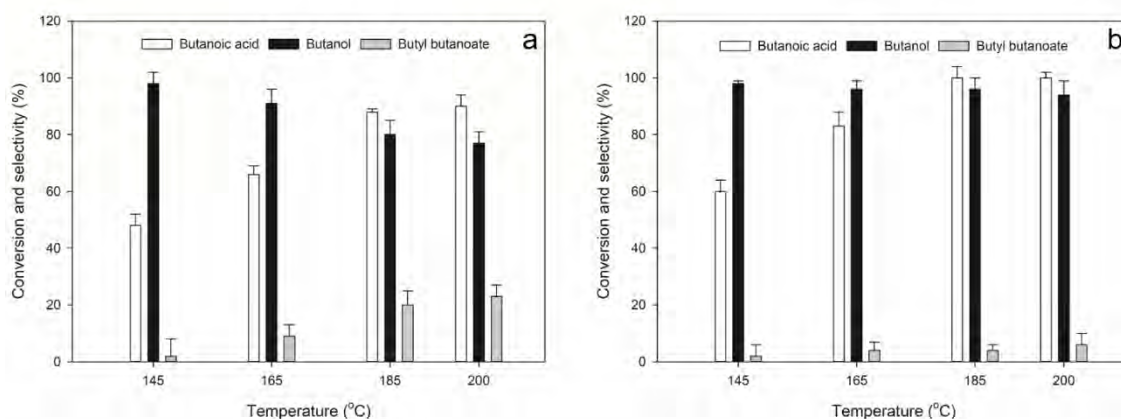 120
100
80
60
40
20
0
Conversion and selectivity (%)
Butanoic acid Butanol Butyl butanoate
a
145 165 185 200
Temperature (°C)
120
100
80
60
40
20
0
Conversion and selectivity (%)
Butanoic acid Butanol Butyl butanoate
b
145 165 185 200
Temperature (°C)